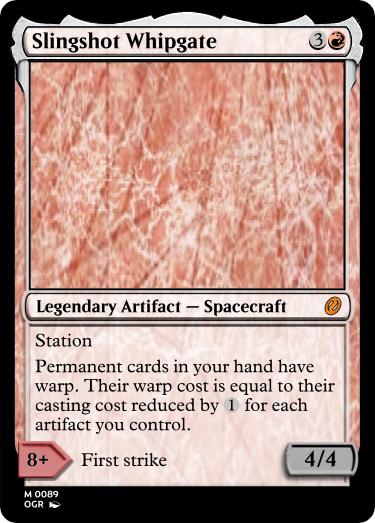 Slingshot Whipgate 3
Legendary Artifact — Spacecraft
Station
Permanent cards in your hand have
warp. Their warp cost is equal to their
casting cost reduced by 1 for each
artifact you control.
8+ First strike
4/4
M 0089
OGR